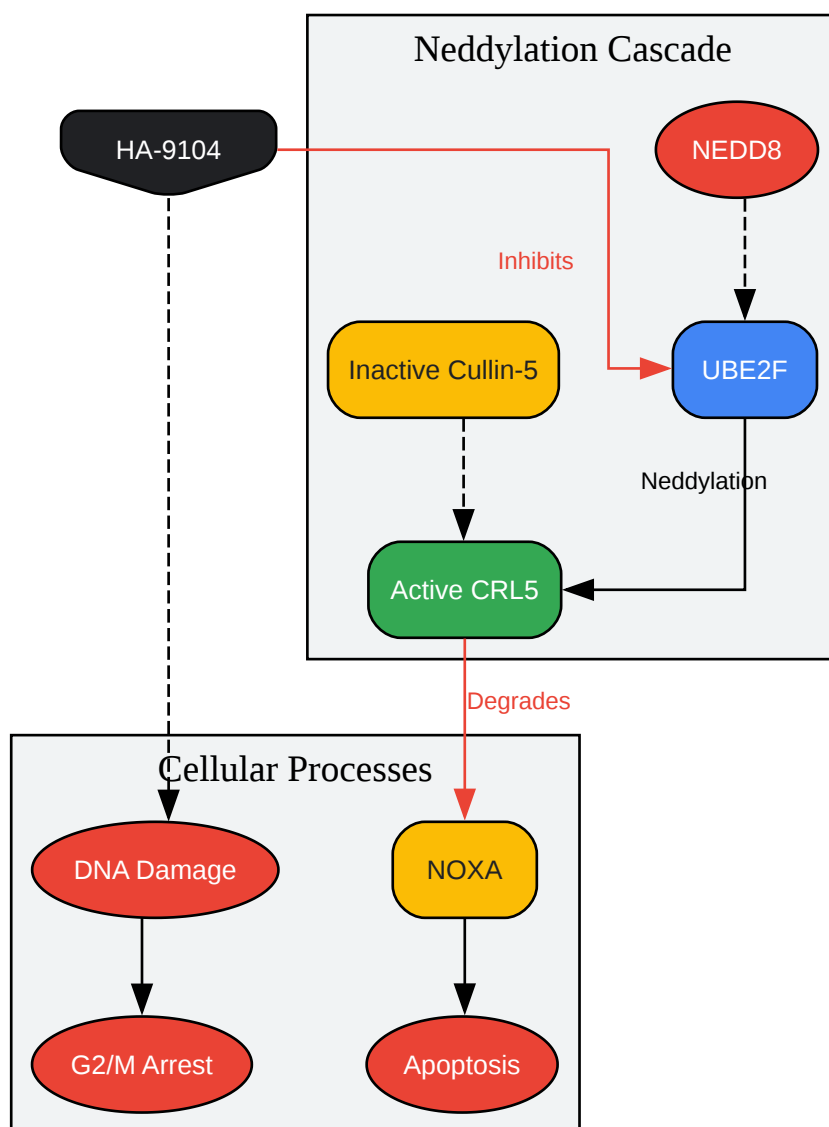 Neddylation Cascade
HA-9104
NEDD8
Inhibits
Inactive Cullin-5
UBE2F
Neddylation
Active CRL5
Degrades
Cellular Processes
DNA Damage
NOXA
G2/M Arrest
Apoptosis